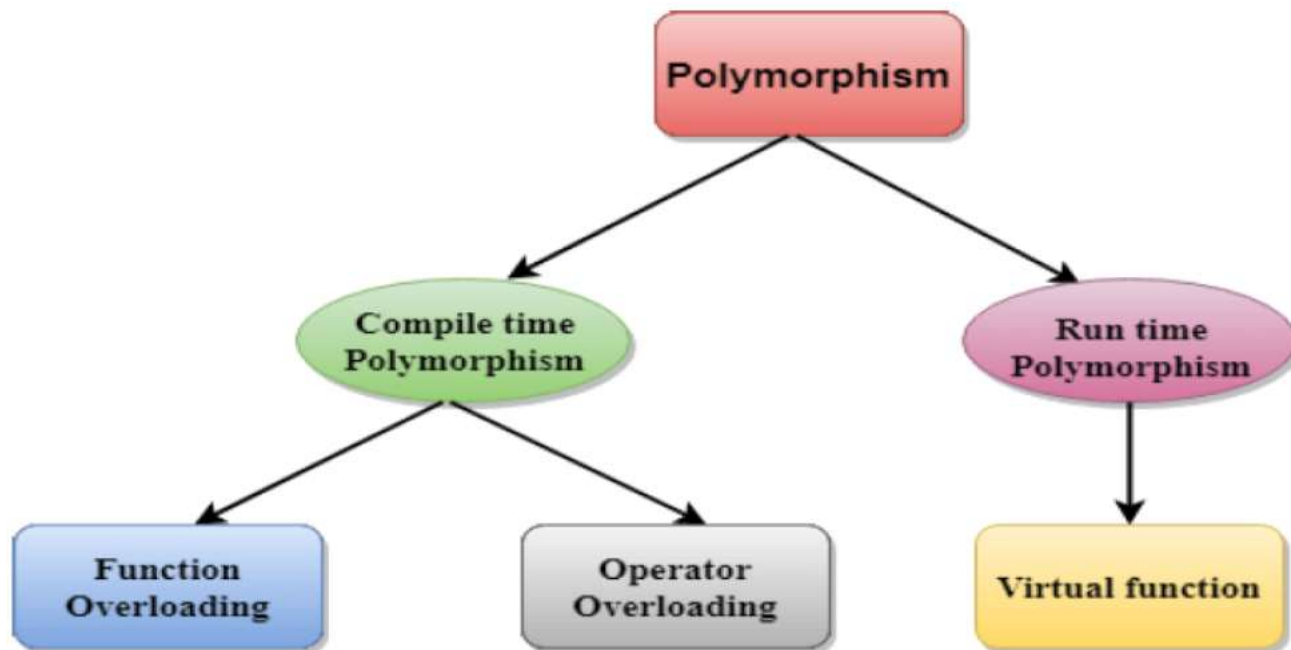 Polymorphism
Compile time
Polymorphism
Run time
Polymorphism
Function
Overloading
Operator
Overloading
Virtual function